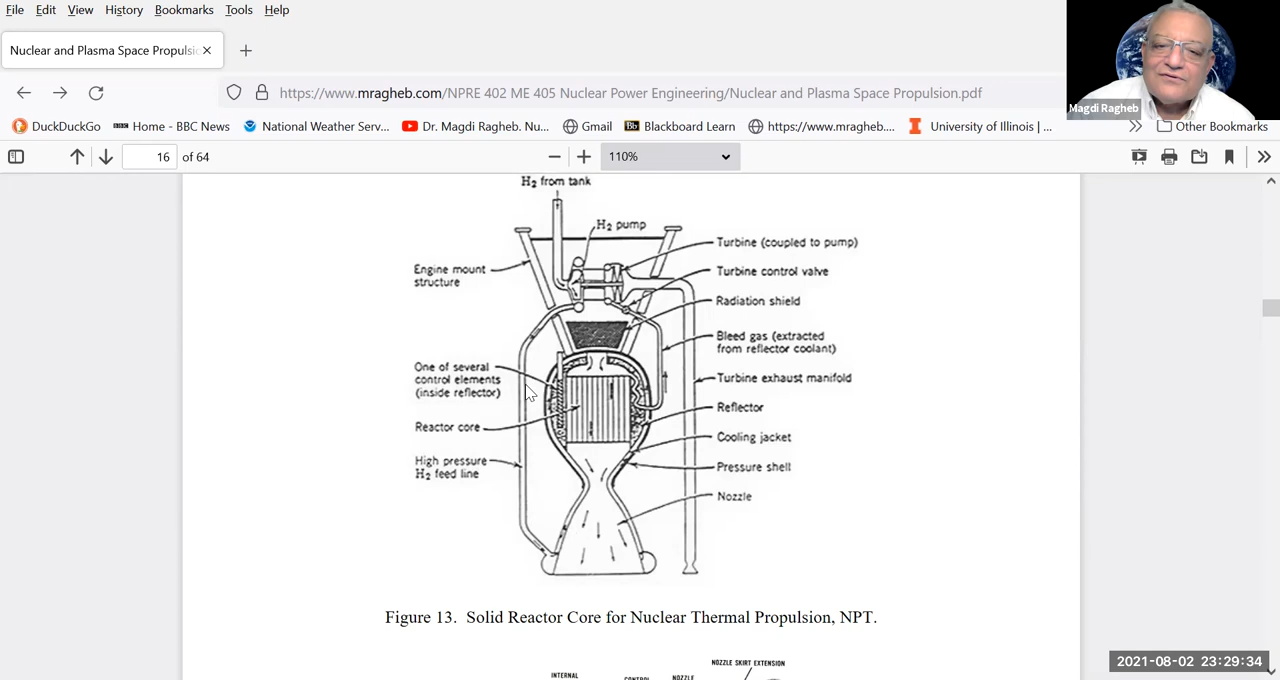 File Edit View History Bookmarks Tools Help
Nuclear and Plasma Space Propulsic
https://www.mragheb.com/NPRE 402 ME 405 Nuclear Power Engineering/Nuclear and Plasma Space Propulsion.pdf
Magdi Ragheb
DuckDuckGo BBC Home - BBC News National Weather Serv... Dr. Magdi Ragheb. Nu... Gmail Bb Blackboard Learn https://www.mragheb.... University of Illinois | ... Other Bookmarks
16 of 64 110%
H2 from tank
H2 pump
Turbine (coupled to pump)
Engine mount
structure
Turbine control valve
Radiation shield
Bleed gas (extracted
from reflector coolant)
One of several
control elements
(inside reflector)
Turbine exhaust manifold
Reflector
Reactor core
Cooling jacket
High pressure
H2 feed line
Pressure shell
Nozzle
Figure 13. Solid Reactor Core for Nuclear Thermal Propulsion, NPT.
NOZZLE SKIRT EXTENSION
INTERNAL
CONTROL
NOZZLE
2021-08-02 23:29:34